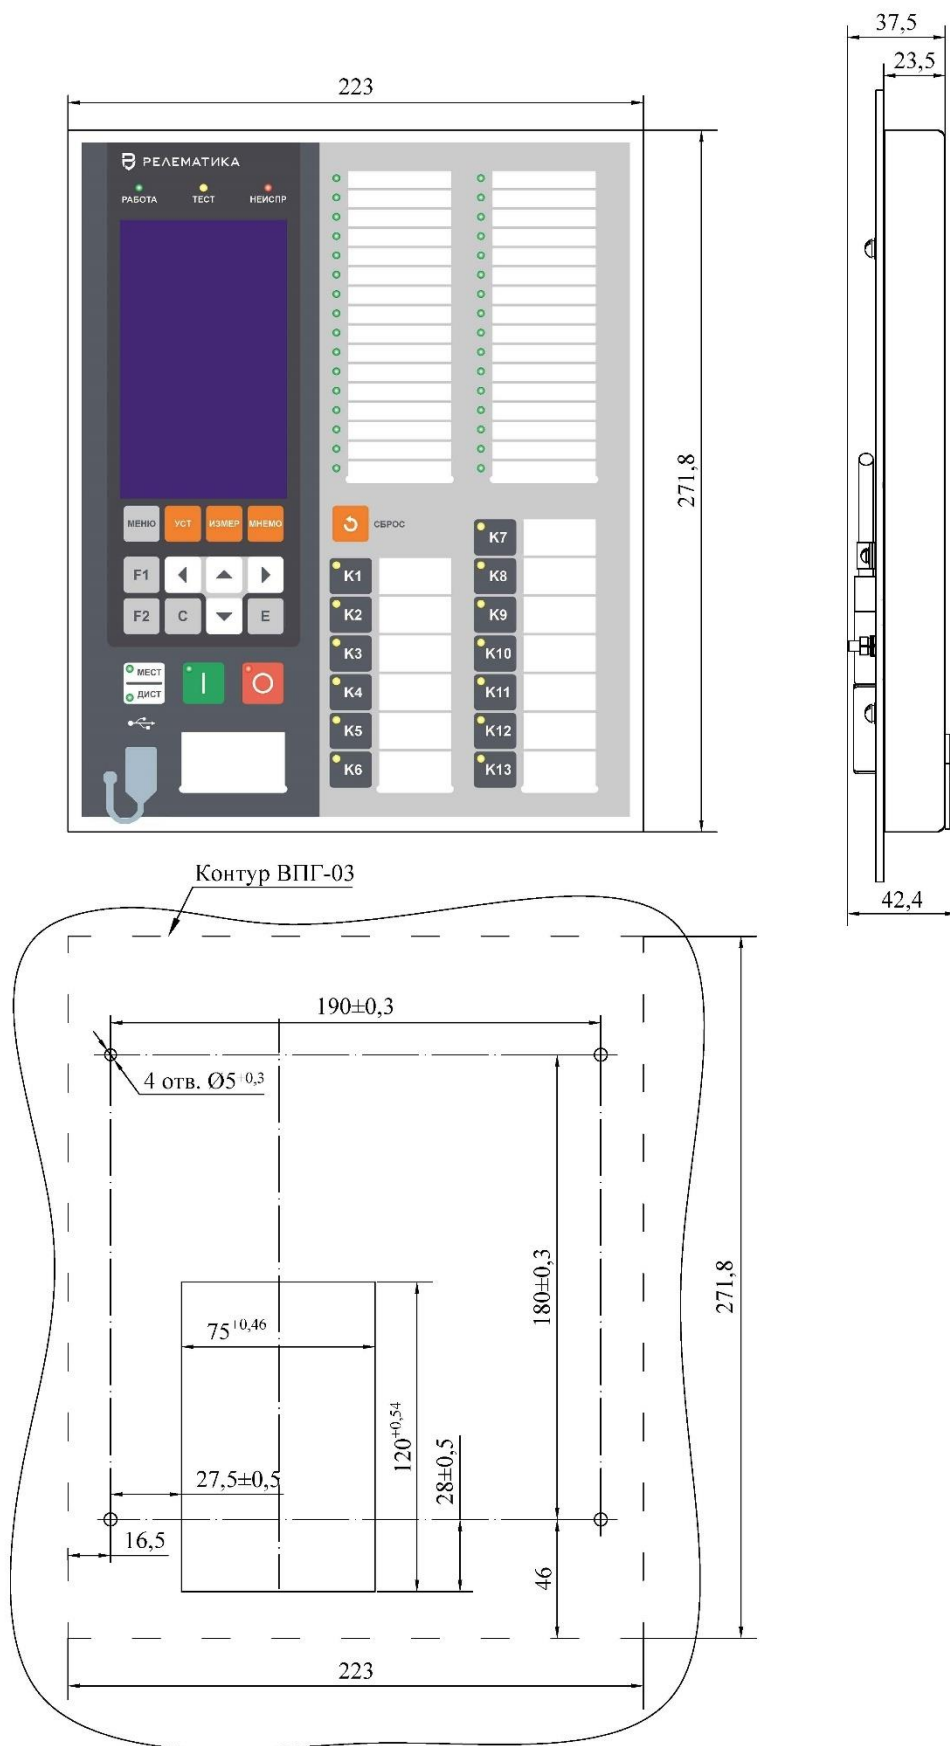 37,5
23,5
223
РЕЛЕМАТИКА
РАБОТА ТЕСТ НЕИСПР
271,8
МЕНЮ УСТ ИЗМЕР МНЕМО
СБРОС
F1
F2 C E
МЕСТ
ДИСТ
K1
K2
K3
K4
K5
K6
K7
K8
K9
K10
K11
K12
K13
42,4
Контур ВПГ-03
190±0,3
4 отв. Ø5+0,3
180±0,3
271,8
75+0,46
120+0,54
28±0,5
27,5±0,5
16,5
46
223